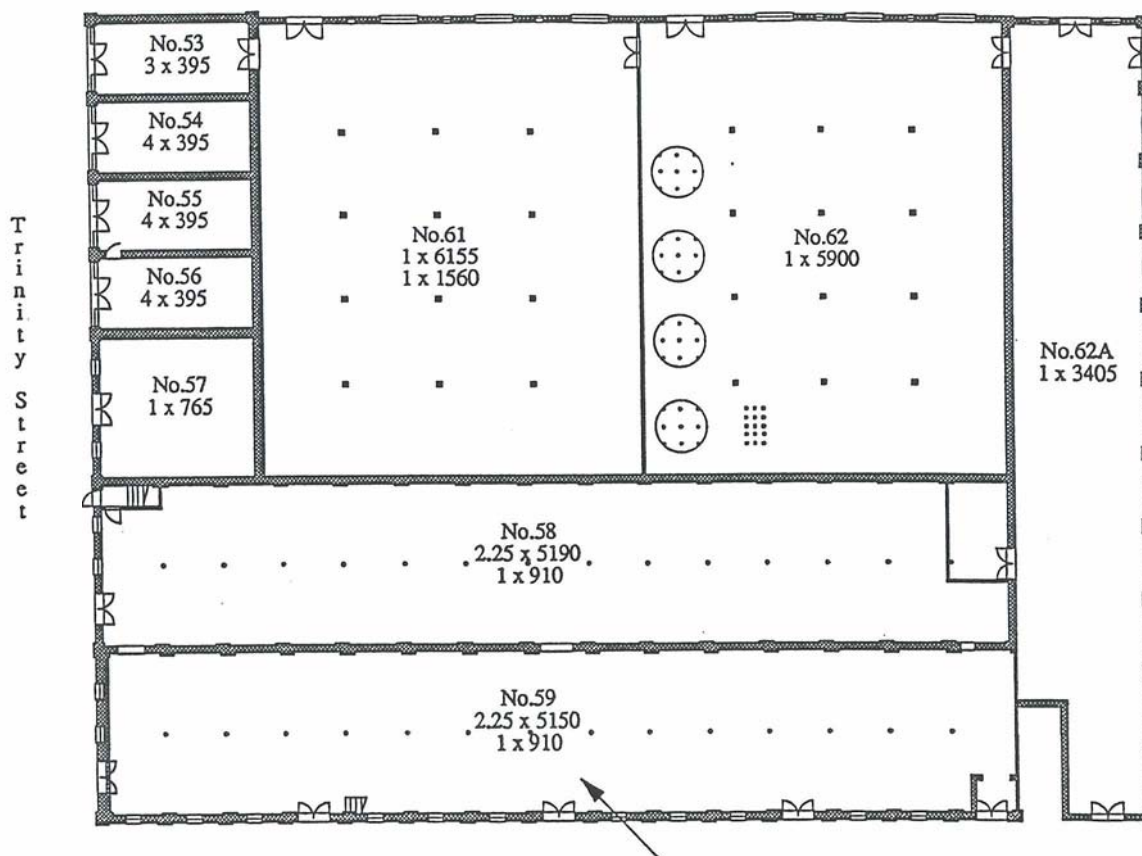 No.53
3 x 395
No.54
4 x 395
No.55
4 x 395
No.56
4 x 395
No.57
1 x 765
No.61
1 x 6155
1 x 1560
No.62
1 x 5900
No.62A
1 x 3405
Trinity Street
No.58
2.25 x 5190
1 x 910
No.59
2.25 x 5150
1 x 910